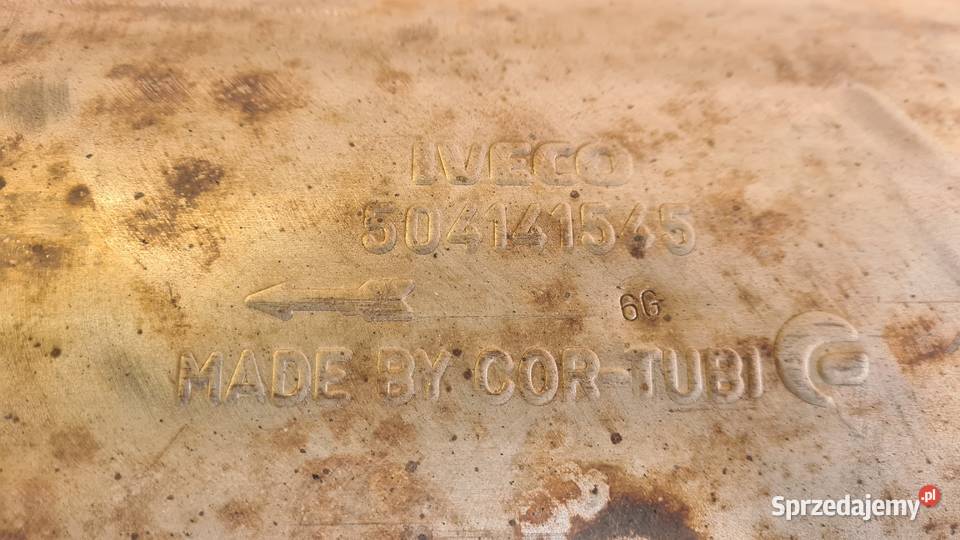 IVECO
504141545
6G
MADE BY COR-TUBI
Sprzedajemy.pl